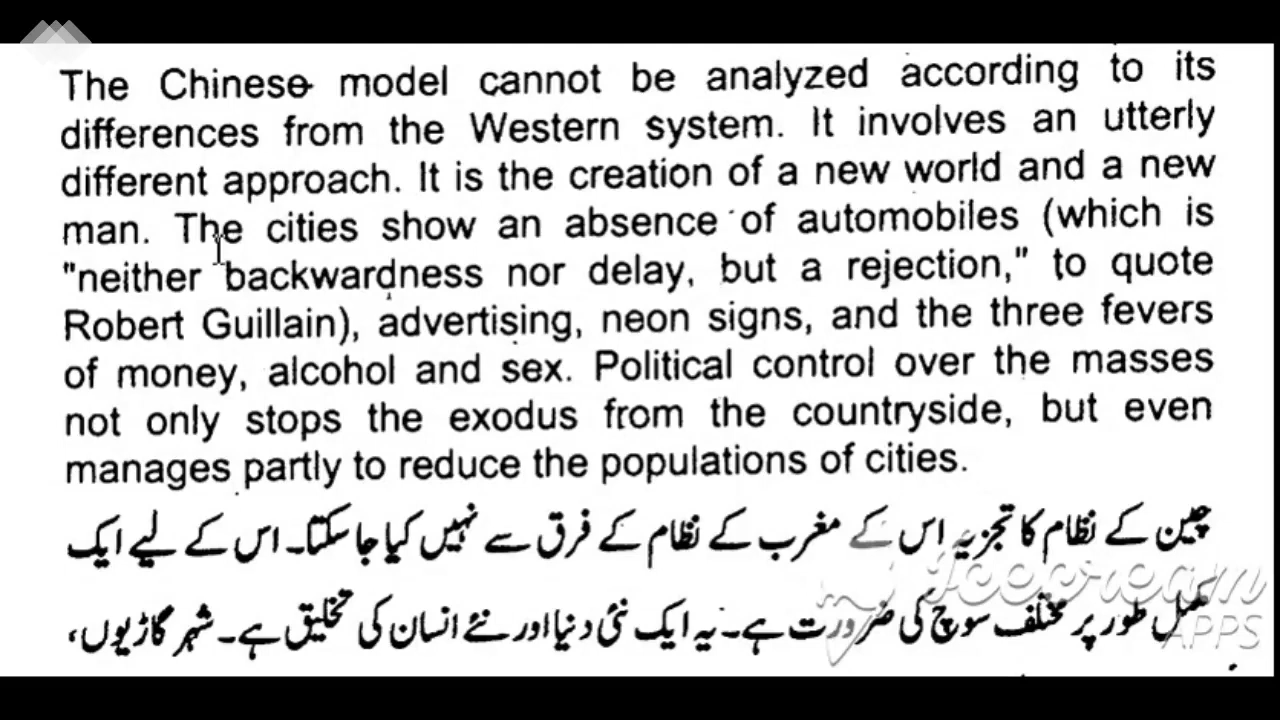 The Chinese model cannot be analyzed according to its
differences from the Western system. It involves an utterly
different approach. It is the creation of a new world and a new
man. The cities show an absence of automobiles (which is
"neither backwardness nor delay, but a rejection," to quote
Robert Guillain), advertising, neon signs, and the three fevers
of money, alcohol and sex. Political control over the masses
not only stops the exodus from the countryside, but even
manages partly to reduce the populations of cities.
چین کے نظام کا تجزیہ اس کے مغرب کے نظام کے فرق سے نہیں کیا جا سکتا۔ اس کے لیے ایک
مکمل طور پر مختلف سوچ کی ضرورت ہے۔ یہ ایک نئی دنیا اور نئے انسان کی تخلیق ہے۔ شہر گاڑیوں،
Icecream
APPS